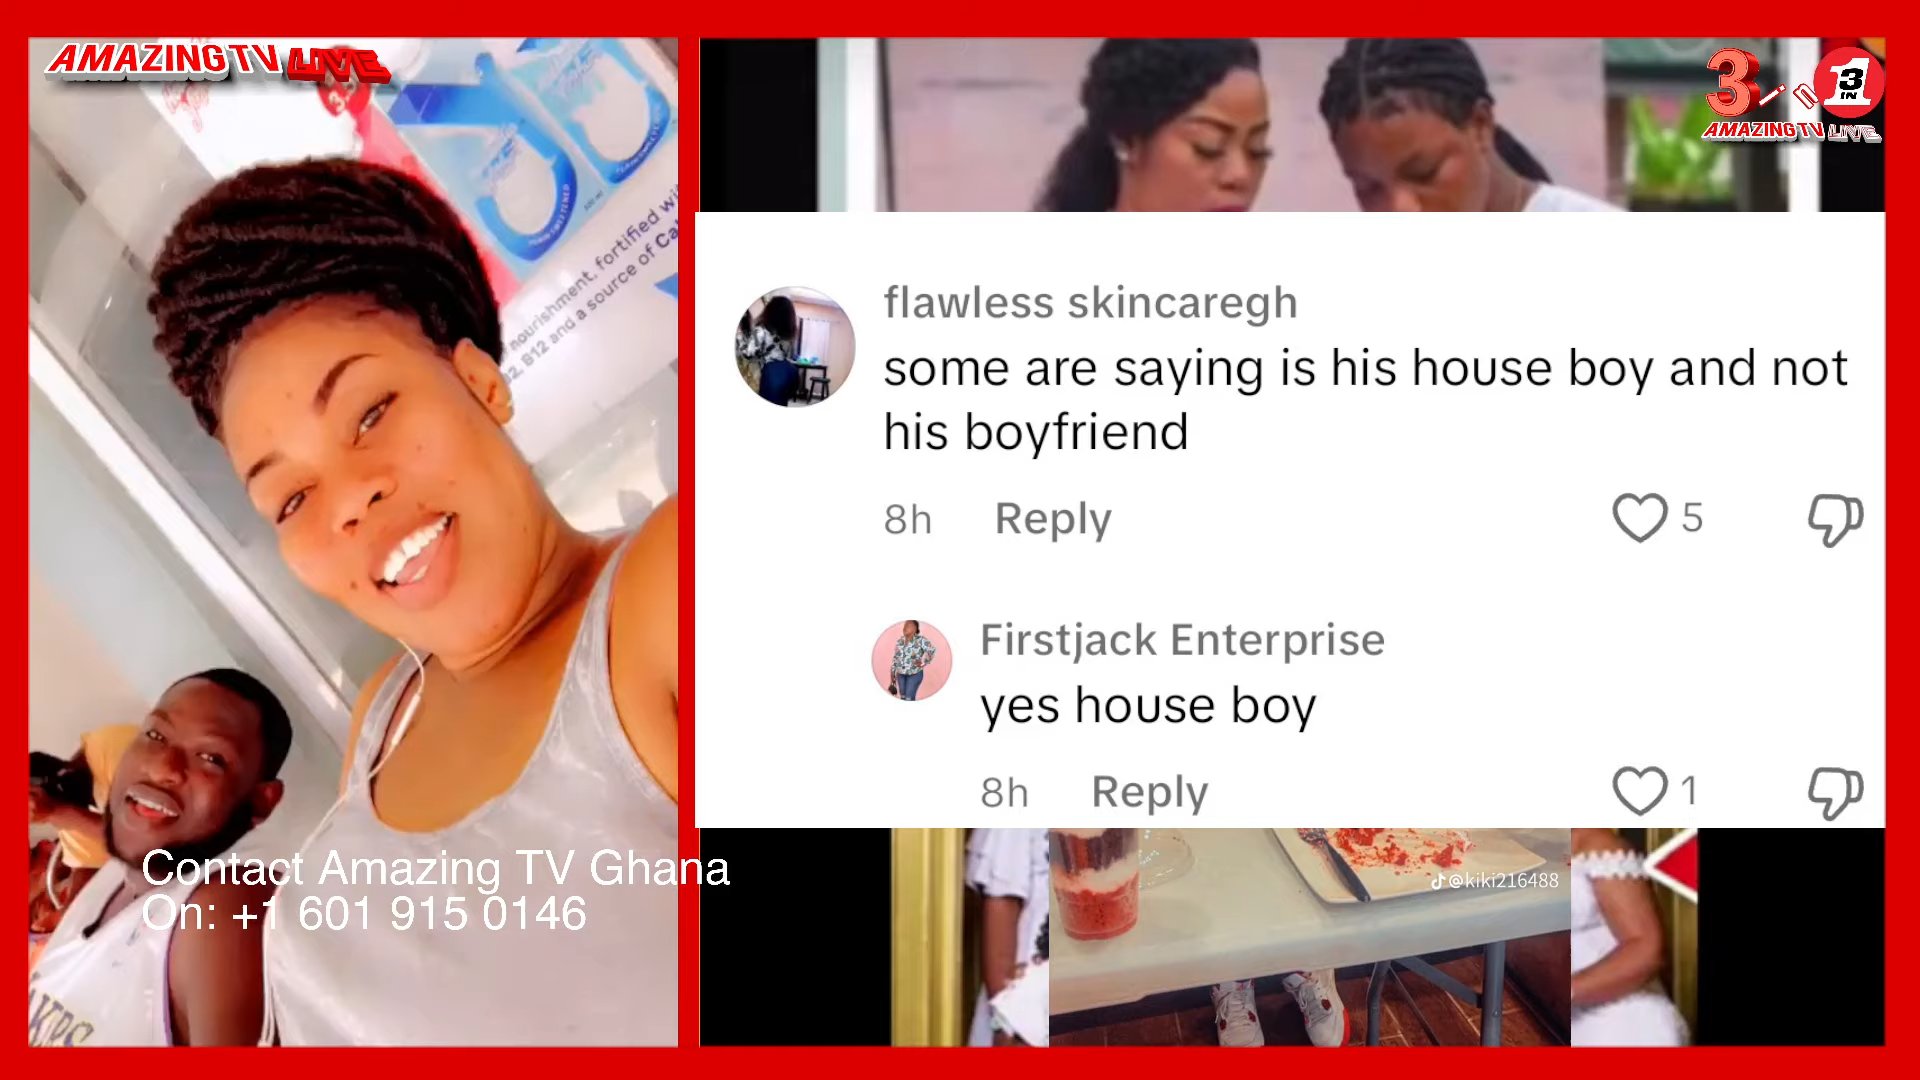 AMAZING TV LIVE
3 IN 1
3
IN
AMAZING TV LIVE
nourishment, fortified wi
B12 and a source of Ca
flawless skincaregh
some are saying is his house boy and not
his boyfriend
8h Reply 5
Firstjack Enterprise
yes house boy
8h Reply 1
Contact Amazing TV Ghana
On: +1 601 915 0146
@kiki216488